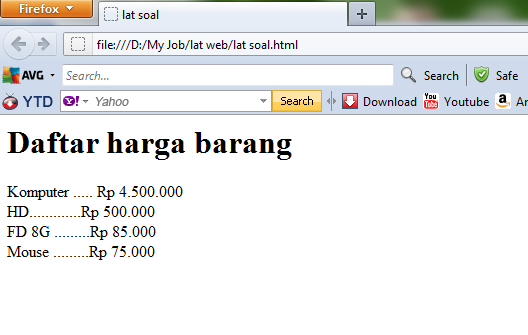 Firefox
lat soal
file:///D:/My Job/lat web/lat soal.html
AVG Search... Search Safe
YTD Y! Yahoo Search Download You Tube Youtube a
Daftar harga barang
Komputer ..... Rp 4.500.000
HD.............Rp 500.000
FD 8G .........Rp 85.000
Mouse .........Rp 75.000